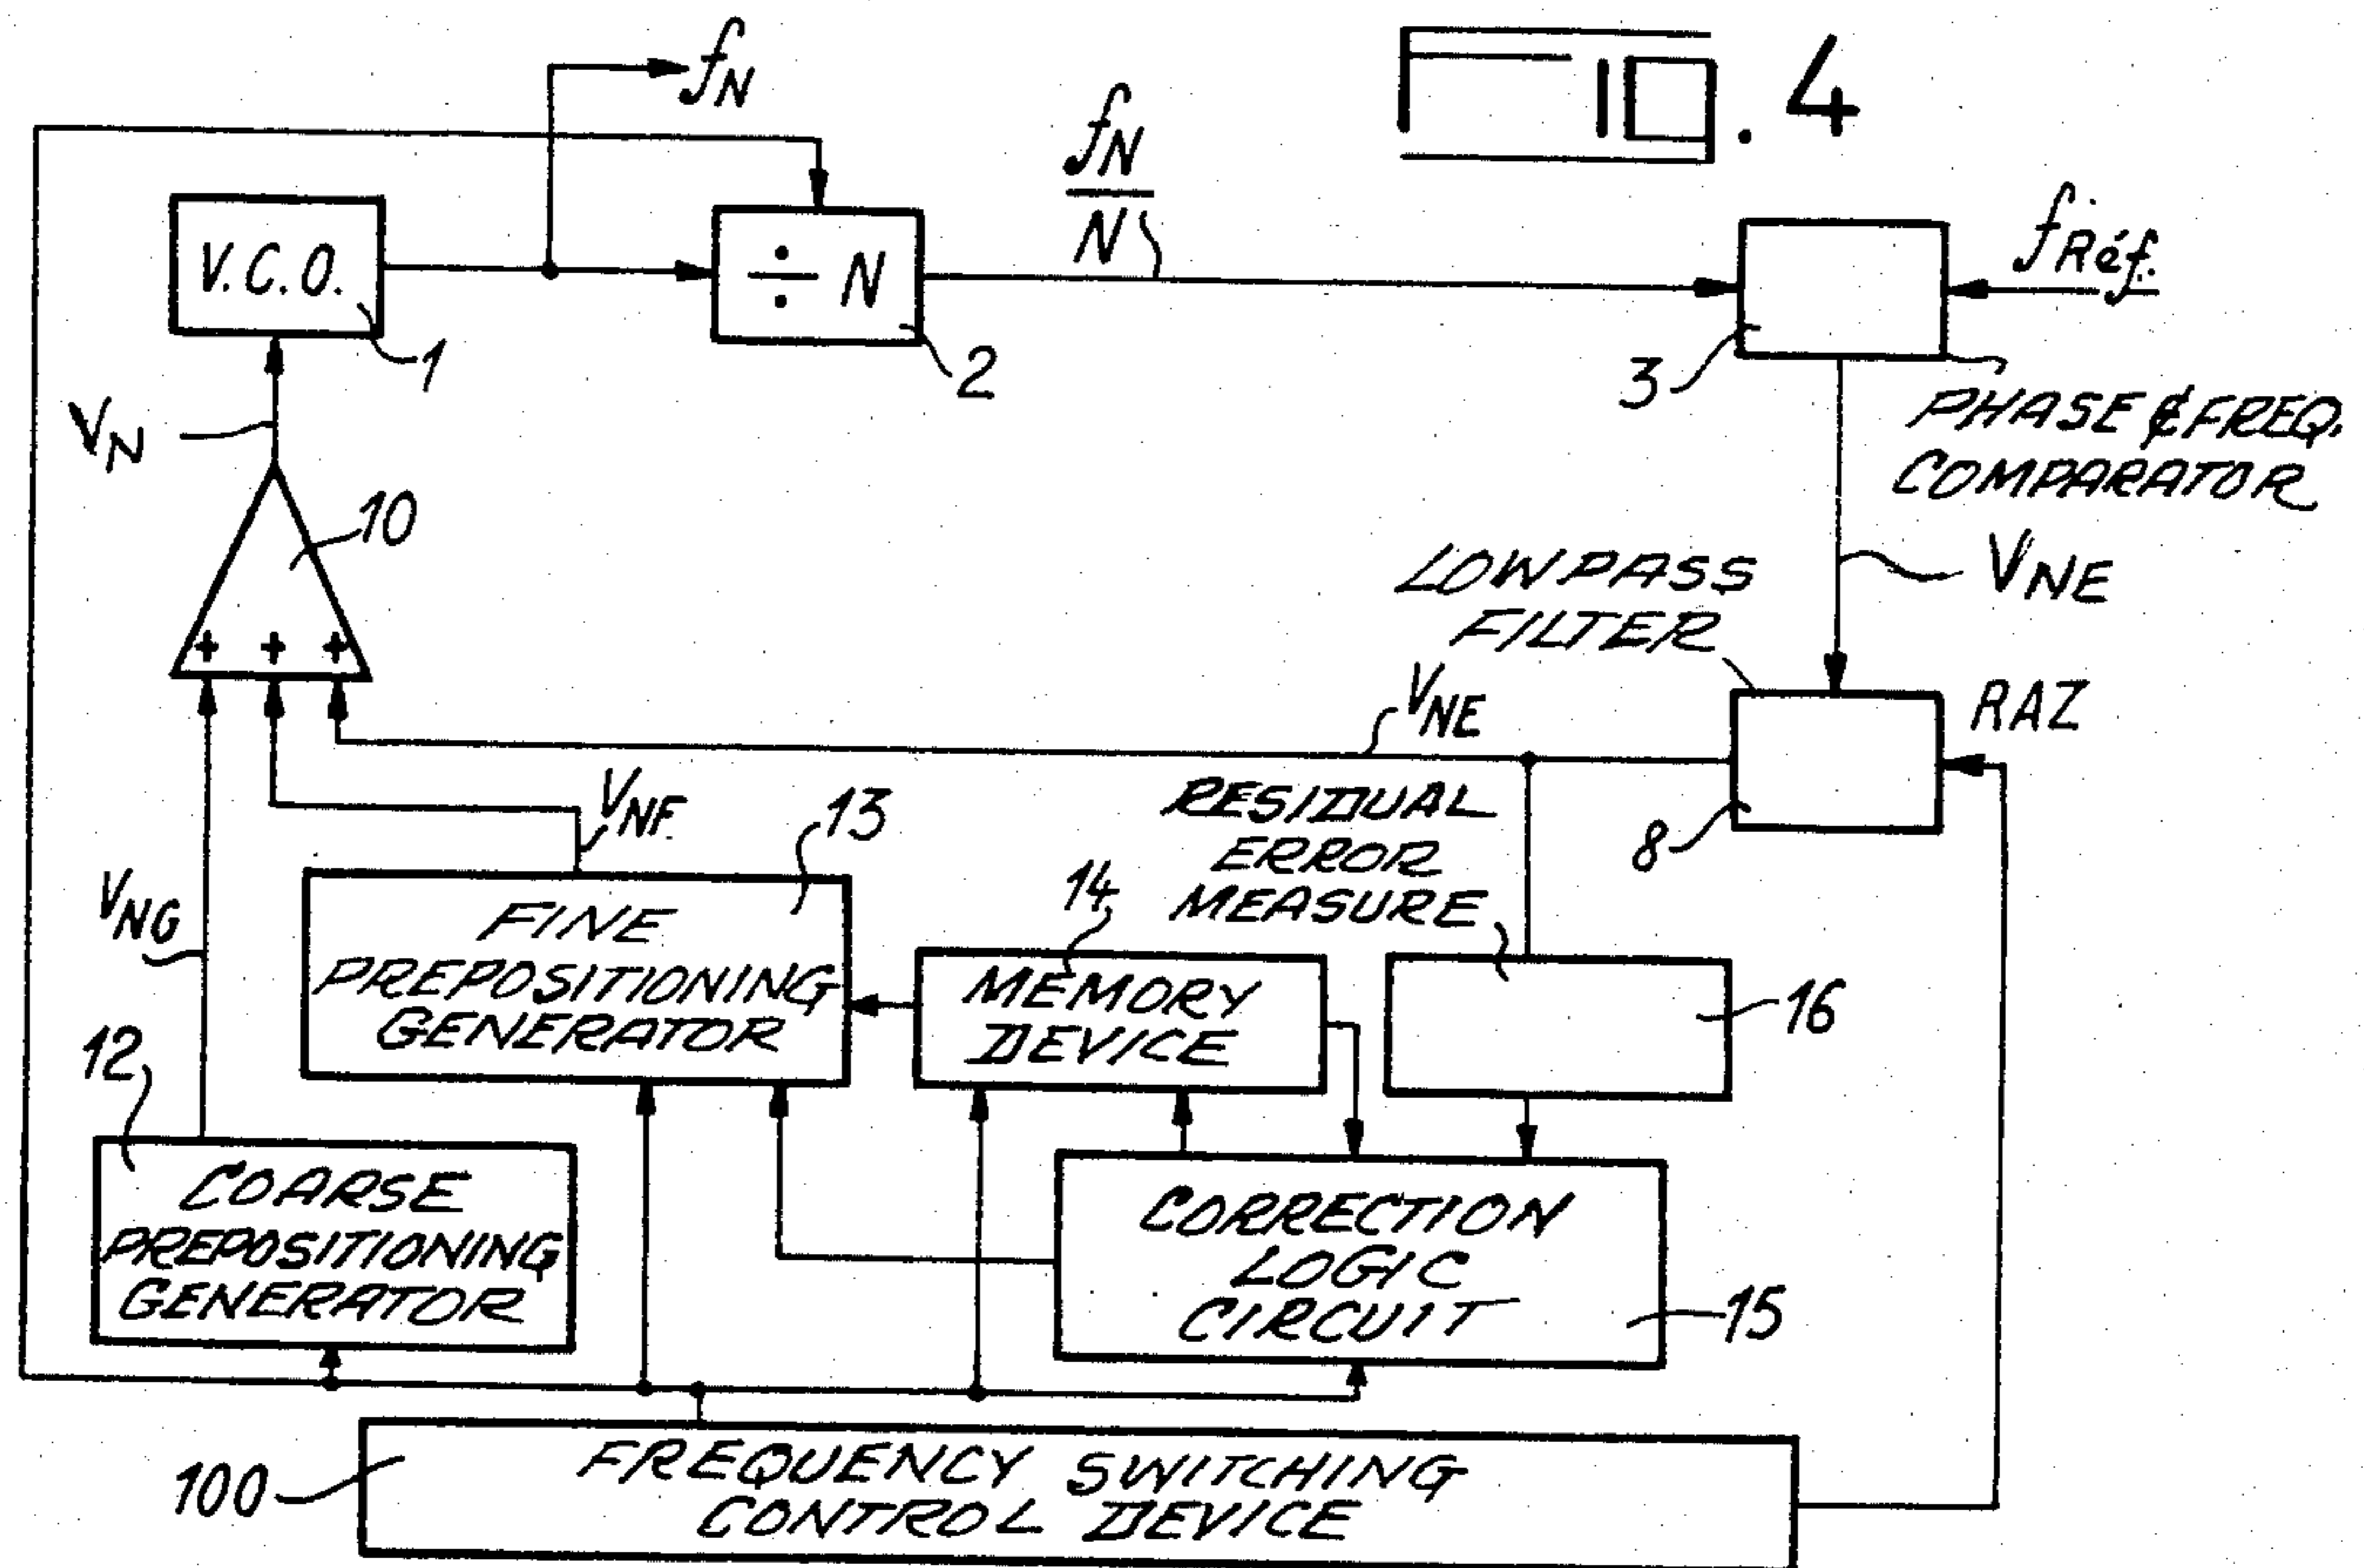 FIG. 4
fN
fN
N
fRéf.
V.C.O.
÷ N
1
2
3
PHASE & FREQ.
COMPARATOR
VN
10
LOW PASS
FILTER
VNE
+ + +
VNE
RAZ
VNF
13
RESIDUAL
ERROR
MEASURE
8
14
VNG
FINE
PREPOSITIONING
GENERATOR
MEMORY
DEVICE
16
12
COARSE
PREPOSITIONING
GENERATOR
CORRECTION
LOGIC
CIRCUIT
15
100
FREQUENCY SWITCHING
CONTROL DEVICE